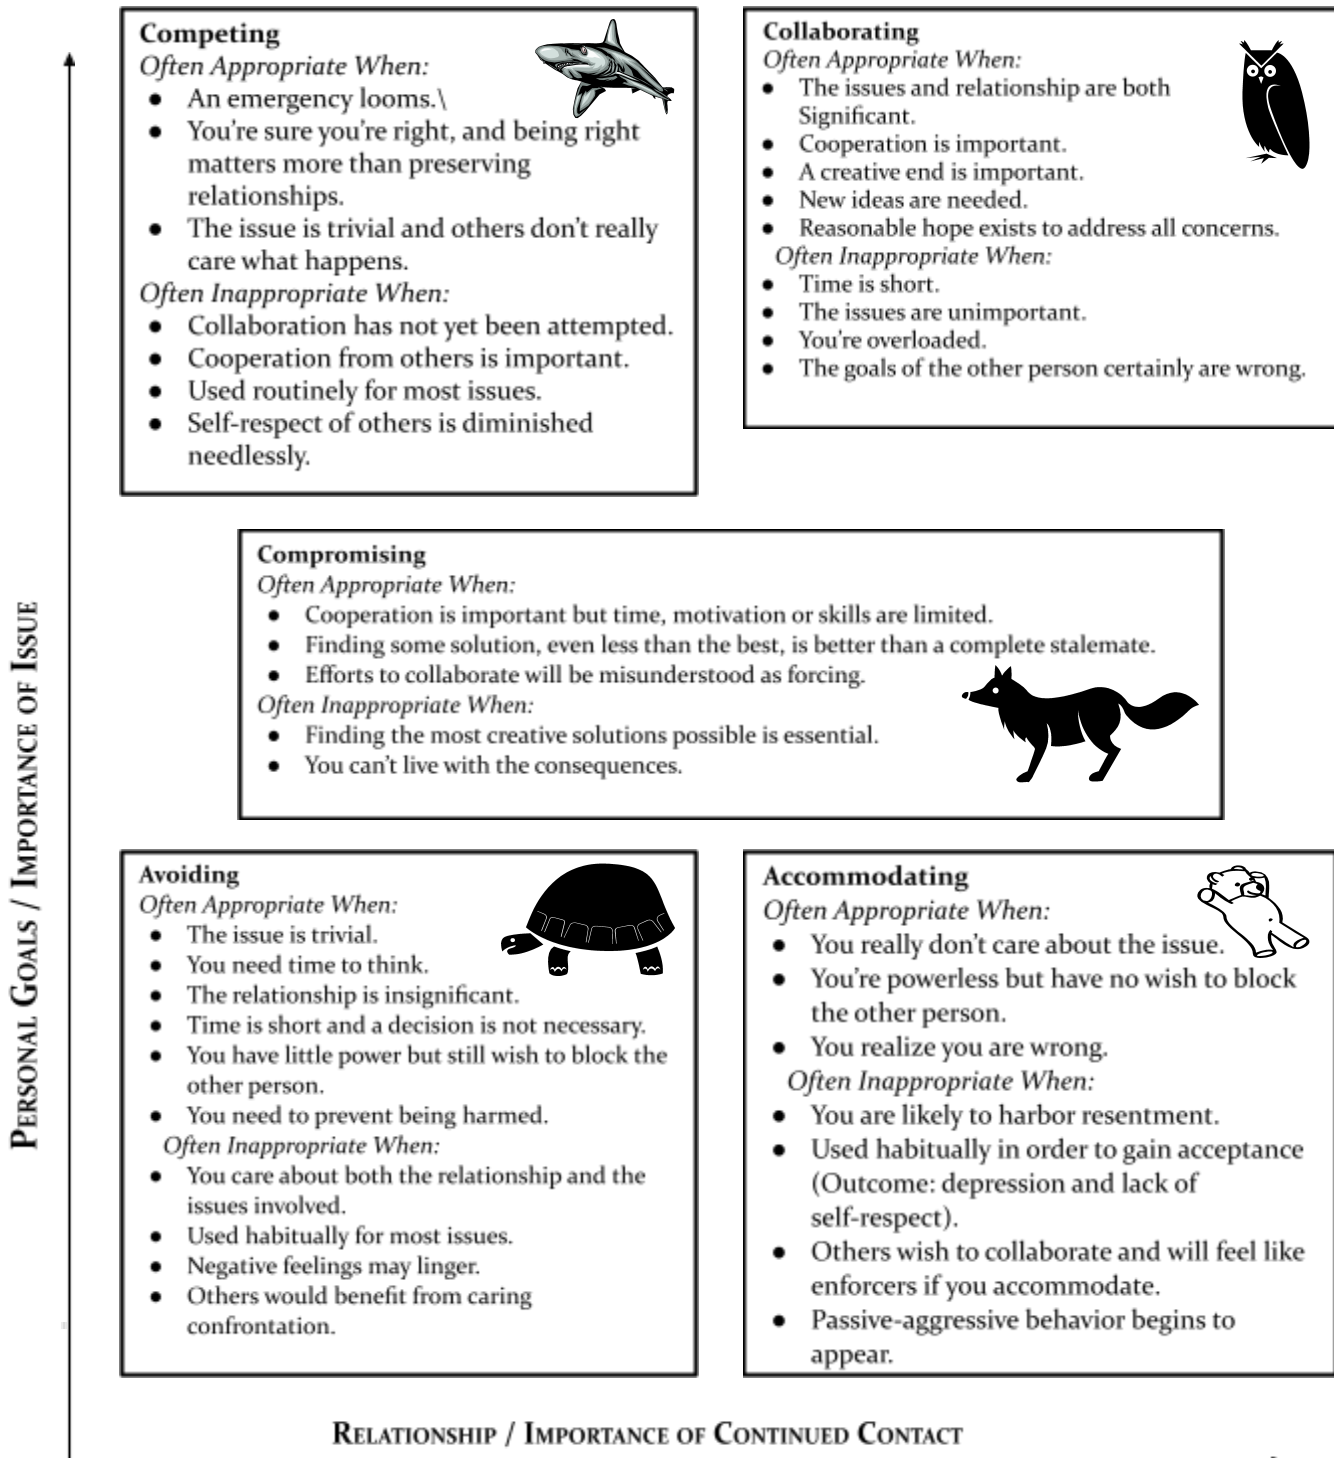 Competing
Often Appropriate When:
● An emergency looms.\
● You're sure you're right, and being right
matters more than preserving
relationships.
● The issue is trivial and others don't really
care what happens.
Often Inappropriate When:
● Collaboration has not yet been attempted.
● Cooperation from others is important.
● Used routinely for most issues.
● Self-respect of others is diminished
needlessly.
Collaborating
Often Appropriate When:
● The issues and relationship are both
Significant.
● Cooperation is important.
● A creative end is important.
● New ideas are needed.
● Reasonable hope exists to address all concerns.
Often Inappropriate When:
● Time is short.
● The issues are unimportant.
● You're overloaded.
● The goals of the other person certainly are wrong.
Compromising
Often Appropriate When:
● Cooperation is important but time, motivation or skills are limited.
● Finding some solution, even less than the best, is better than a complete stalemate.
● Efforts to collaborate will be misunderstood as forcing.
Often Inappropriate When:
● Finding the most creative solutions possible is essential.
● You can't live with the consequences.
Avoiding
Often Appropriate When:
● The issue is trivial.
● You need time to think.
● The relationship is insignificant.
● Time is short and a decision is not necessary.
● You have little power but still wish to block the
other person.
● You need to prevent being harmed.
Often Inappropriate When:
● You care about both the relationship and the
issues involved.
● Used habitually for most issues.
● Negative feelings may linger.
● Others would benefit from caring
confrontation.
Accommodating
Often Appropriate When:
● You really don't care about the issue.
● You're powerless but have no wish to block
the other person.
● You realize you are wrong.
Often Inappropriate When:
● You are likely to harbor resentment.
● Used habitually in order to gain acceptance
(Outcome: depression and lack of
self-respect).
● Others wish to collaborate and will feel like
enforcers if you accommodate.
● Passive-aggressive behavior begins to
appear.
PERSONAL GOALS / IMPORTANCE OF ISSUE
RELATIONSHIP / IMPORTANCE OF CONTINUED CONTACT